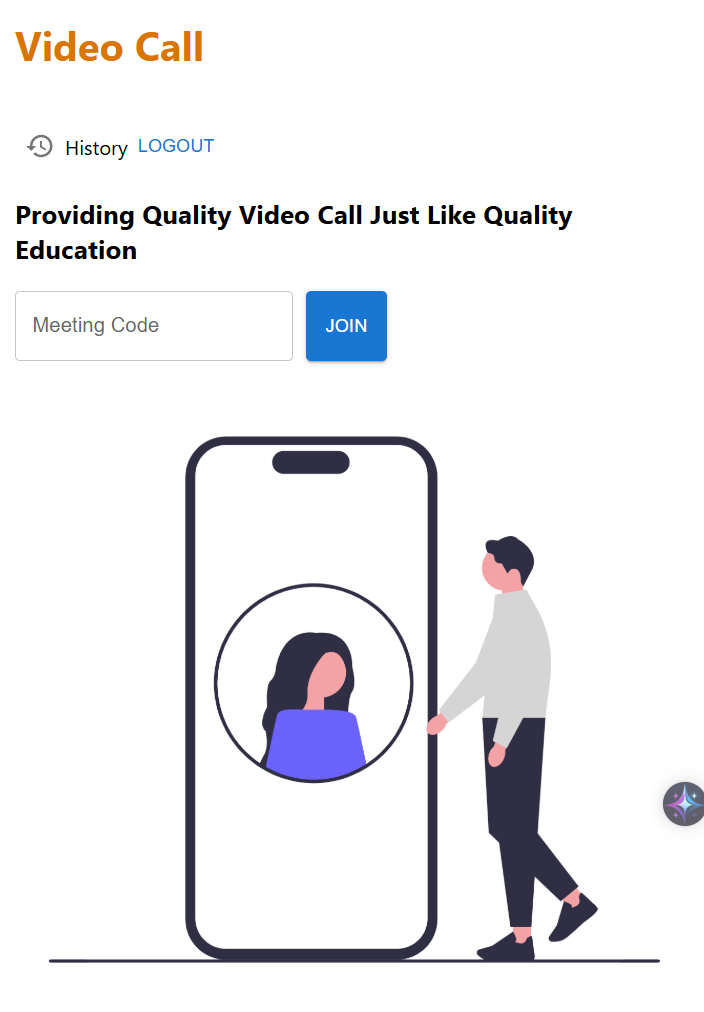 Video Call
History LOGOUT
Providing Quality Video Call Just Like Quality
Education
Meeting Code JOIN